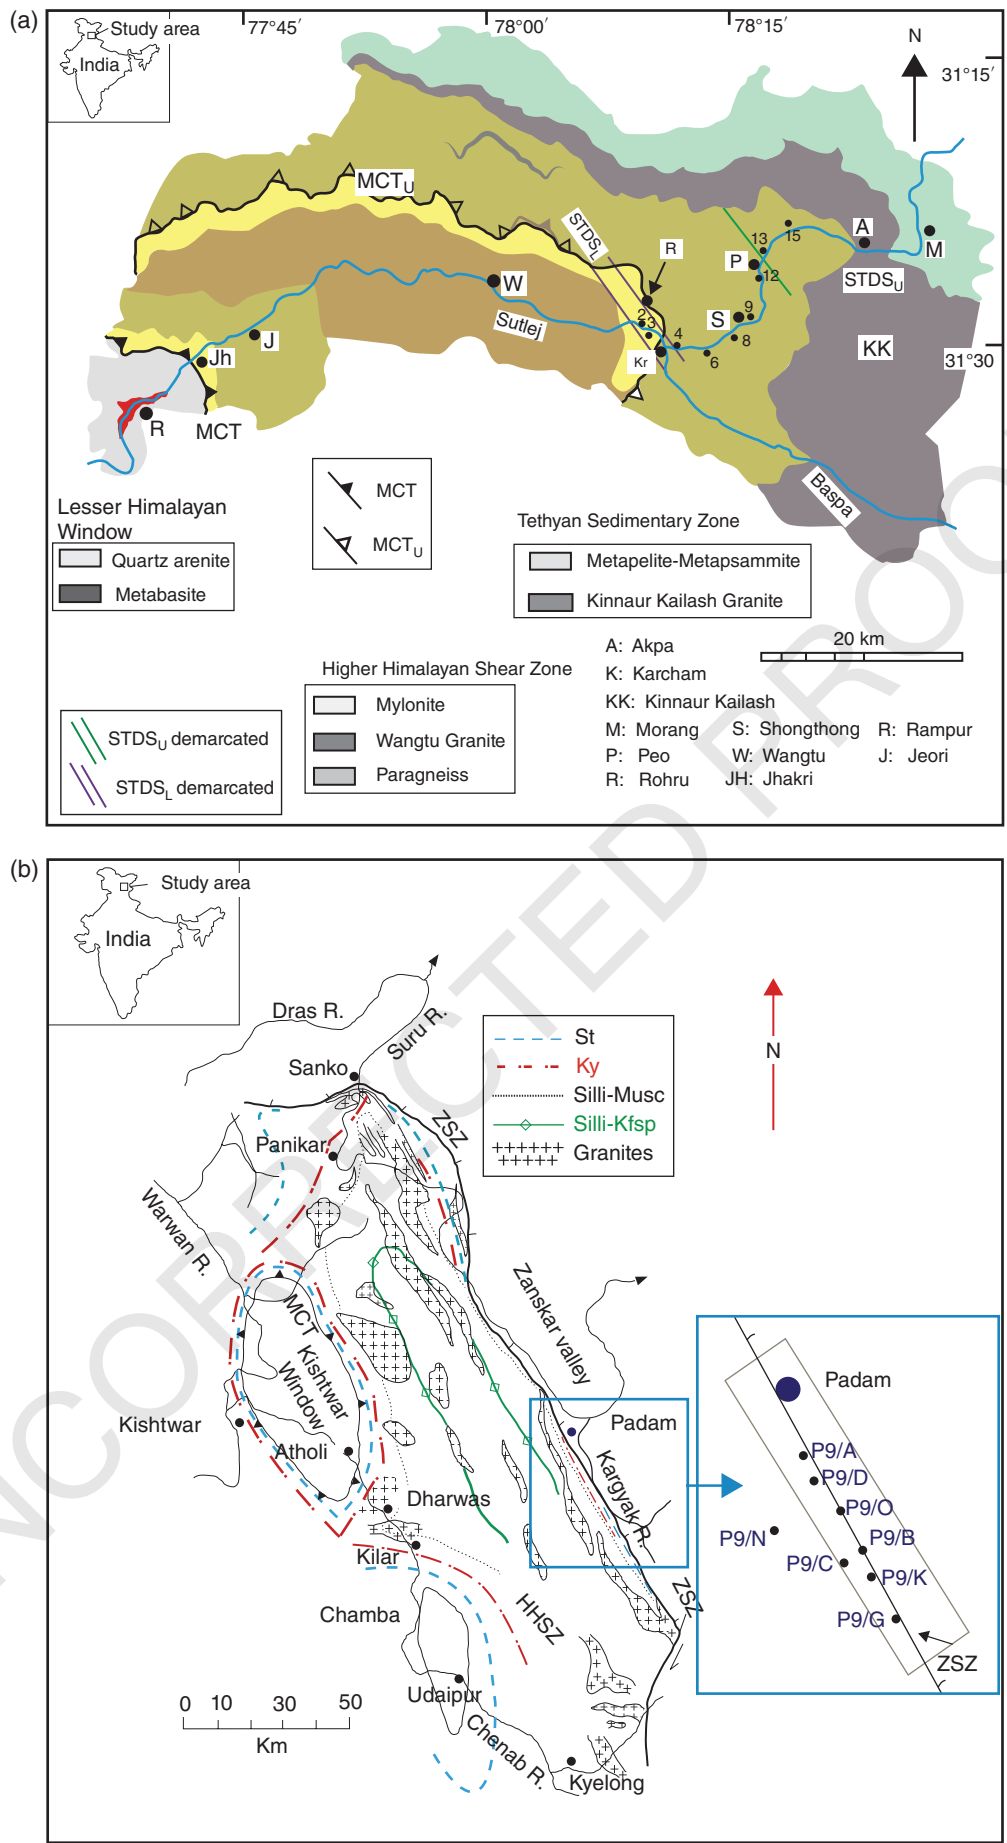 (a)
Study area
India
77°45′
78°00′
78°15′
N
31°15′
MCTU
STDSL
R
P
13
15
12
A
M
STDSU
W
Sutlej
2
3
4
S
9
8
6
Kr
KK
31°30
J
Jh
R
MCT
Baspa
Lesser Himalayan
Window
Quartz arenite
Metabasite
MCT
MCTU
Tethyan Sedimentary Zone
Metapelite-Metapsammite
Kinnaur Kailash Granite
20 km
Higher Himalayan Shear Zone
Mylonite
Wangtu Granite
Paragneiss
STDSU demarcated
STDSL demarcated
A: Akpa
K: Karcham
KK: Kinnaur Kailash
M: Morang S: Shongthong R: Rampur
P: Peo W: Wangtu J: Jeori
R: Rohru JH: Jhakri
(b)
Study area
India
Dras R.
Suru R.
Sanko
St
Ky
Silli-Musc
Silli-Kfsp
Granites
N
ZSZ
Panikar
Warwan R.
MCT
Kishtwar
Window
Kishtwar
Atholi
Zanskar valley
Padam
Kargyak R.
Dharwas
Kilar
Chamba
HHSZ
ZSZ
Udaipur
Chenab R.
Kyelong
0 10 30 50
Km
Padam
P9/A
P9/D
P9/O
P9/N
P9/B
P9/C
P9/K
P9/G
ZSZ
UNCORRECTED PROO